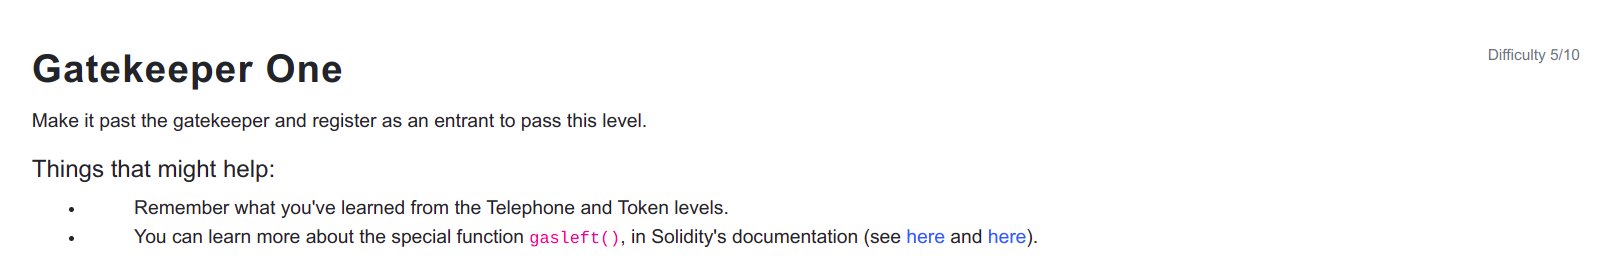 Gatekeeper One
Difficulty 5/10
Make it past the gatekeeper and register as an entrant to pass this level.
Things that might help:
• Remember what you've learned from the Telephone and Token levels.
• You can learn more about the special function gasleft(), in Solidity's documentation (see here and here).